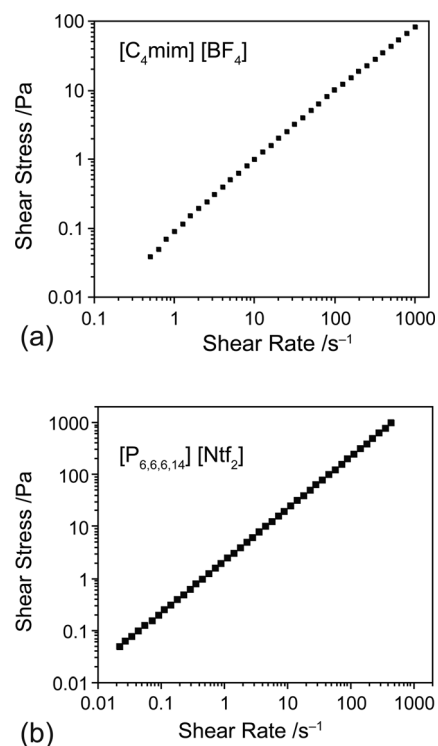 100
[C₄mim] [BF₄]
10
1
0.1
0.01
Shear Stress /Pa
0.1 1 10 100 1000
(a) Shear Rate /s⁻¹
1000
[P₆,₆,₆,₁₄] [Ntf₂]
100
10
1
0.1
0.01
Shear Stress /Pa
0.01 0.1 1 10 100 1000
(b) Shear Rate /s⁻¹